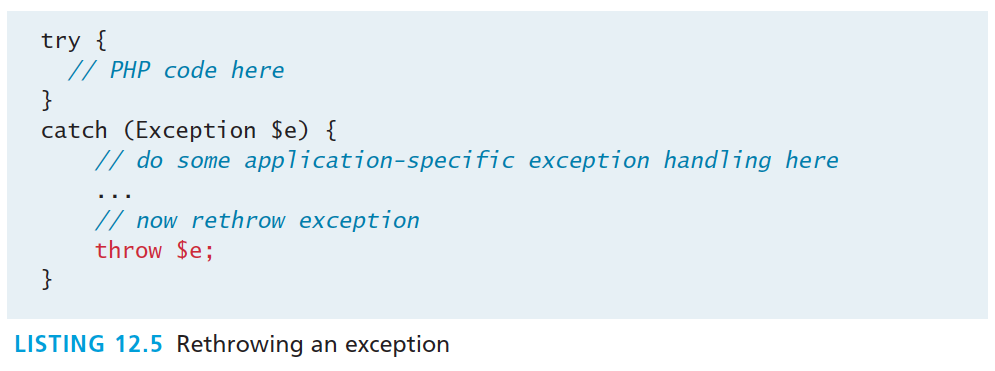 try {
// PHP code here
}
catch (Exception $e) {
// do some application-specific exception handling here
...
// now rethrow exception
throw $e;
}
LISTING 12.5 Rethrowing an exception